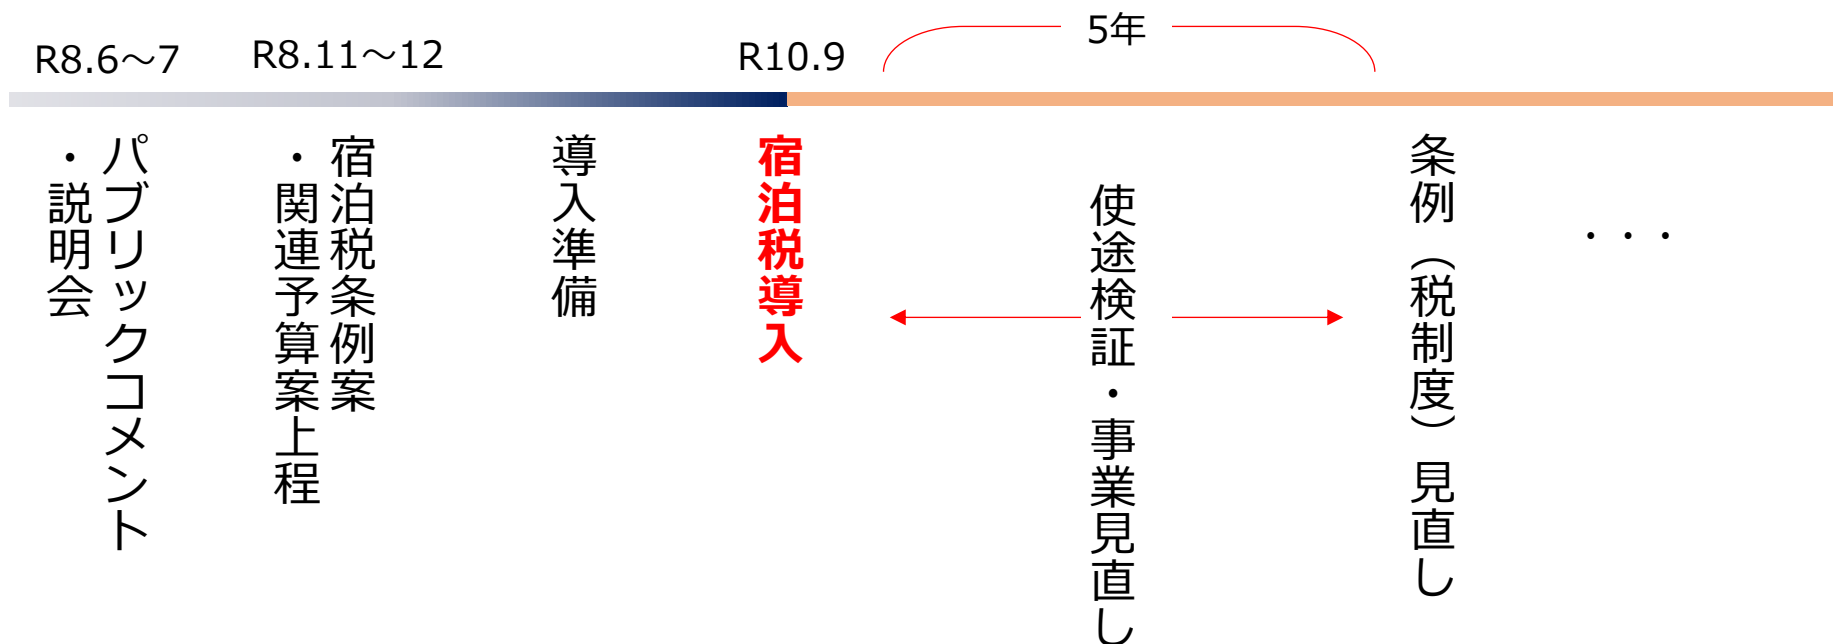 5年
R8.6～7
R8.11～12
R10.9
パブリックコメント
・説明会
宿泊税条例案
・関連予算案上程
導入準備
宿泊税導入
使途検証・事業見直し
条例（税制度）見直し
・・・